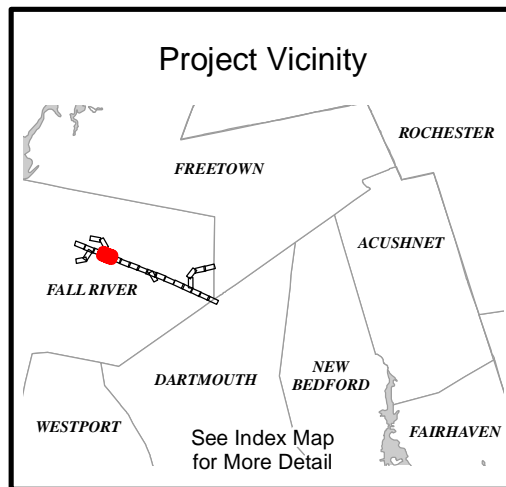 Project Vicinity
ROCHESTER
FREETOWN
ACUSHNET
FALL RIVER
DARTMOUTH
NEW
BEDFORD
WESTPORT
FAIRHAVEN
See Index Map
for More Detail